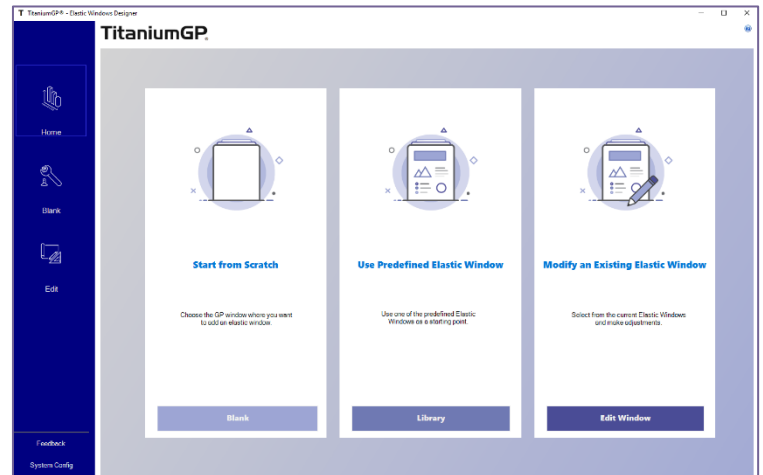 T TitaniumGP® - Elastic Windows Designer
TitaniumGP®
Home
Blank
Edit
Feedback
System Config
Start from Scratch
Choose the GP window where you want
to add an elastic window.
Blank
Use Predefined Elastic Window
Use one of the predefined Elastic
Windows as a starting point.
Library
Modify an Existing Elastic Window
Select from the current Elastic Windows
and make adjustments.
Edit Window